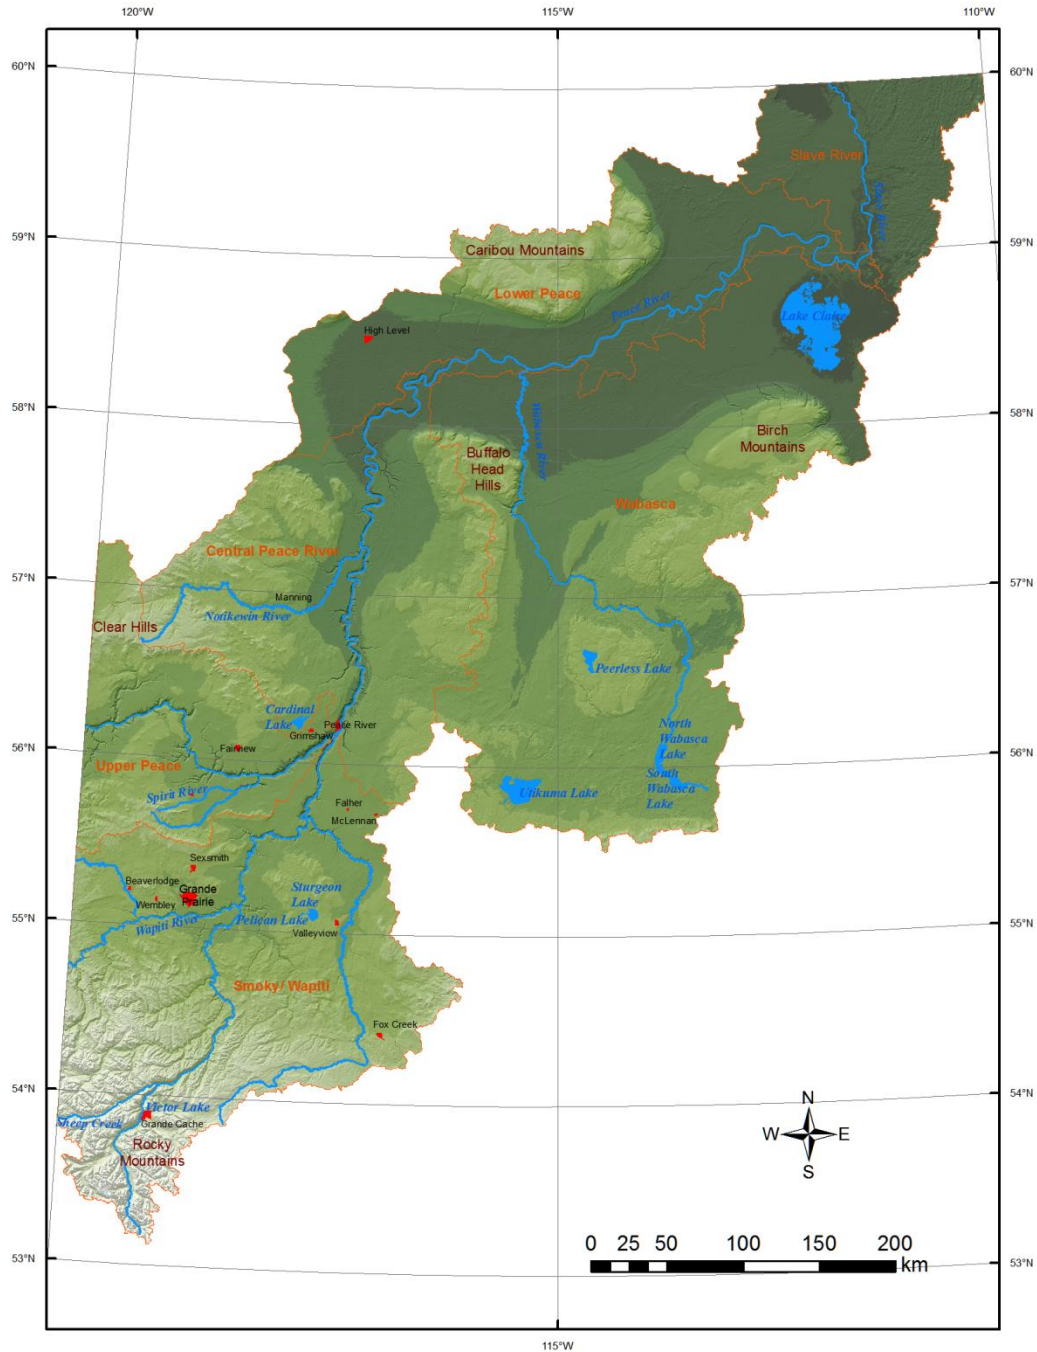 120°W
115°W
110°W
60°N
60°N
Slave River
Slave River
59°N
59°N
Caribou Mountains
Lower Peace
Peace River
Lake Claire
High Level
58°N
58°N
Wabasca River
Birch
Mountains
Buffalo
Head
Hills
Wabasca
Central Peace River
57°N
57°N
Manning
Notikewin River
Clear Hills
Peerless Lake
Cardinal
Lake
Peace River
Grimshaw
North
Wabasca
Lake
Fairview
56°N
56°N
Upper Peace
South
Wabasca
Lake
Spirit River
Utikuma Lake
Falher
McLennan
Sexsmith
Beaverlodge
Grande
Prairie
Wembley
Sturgeon
Lake
55°N
55°N
Wapiti River
Pelican Lake
Valleyview
Smoky/ Wapiti
Fox Creek
54°N
54°N
Victor Lake
Sheep Creek
Grande Cache
Rocky
Mountains
N
W
E
S
0 25 50 100 150 200
km
53°N
53°N
115°W